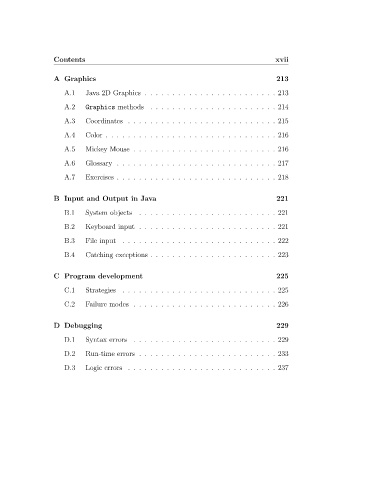 Contents xvii
A Graphics 213
A.1 Java 2D Graphics . . . . . . . . . . . . . . . . . . . . . . . 213
A.2 Graphics methods . . . . . . . . . . . . . . . . . . . . . . 214
A.3 Coordinates . . . . . . . . . . . . . . . . . . . . . . . . . . 215
A.4 Color . . . . . . . . . . . . . . . . . . . . . . . . . . . . . . 216
A.5 Mickey Mouse . . . . . . . . . . . . . . . . . . . . . . . . . 216
A.6 Glossary . . . . . . . . . . . . . . . . . . . . . . . . . . . . 217
A.7 Exercises . . . . . . . . . . . . . . . . . . . . . . . . . . . . 218
B Input and Output in Java 221
B.1 System objects . . . . . . . . . . . . . . . . . . . . . . . . 221
B.2 Keyboard input . . . . . . . . . . . . . . . . . . . . . . . . 221
B.3 File input . . . . . . . . . . . . . . . . . . . . . . . . . . . 222
B.4 Catching exceptions . . . . . . . . . . . . . . . . . . . . . . 223
C Program development 225
C.1 Strategies . . . . . . . . . . . . . . . . . . . . . . . . . . . 225
C.2 Failure modes . . . . . . . . . . . . . . . . . . . . . . . . . 226
D Debugging 229
D.1 Syntax errors . . . . . . . . . . . . . . . . . . . . . . . . . 229
D.2 Run-time errors . . . . . . . . . . . . . . . . . . . . . . . . 233
D.3 Logic errors . . . . . . . . . . . . . . . . . . . . . . . . . . 237